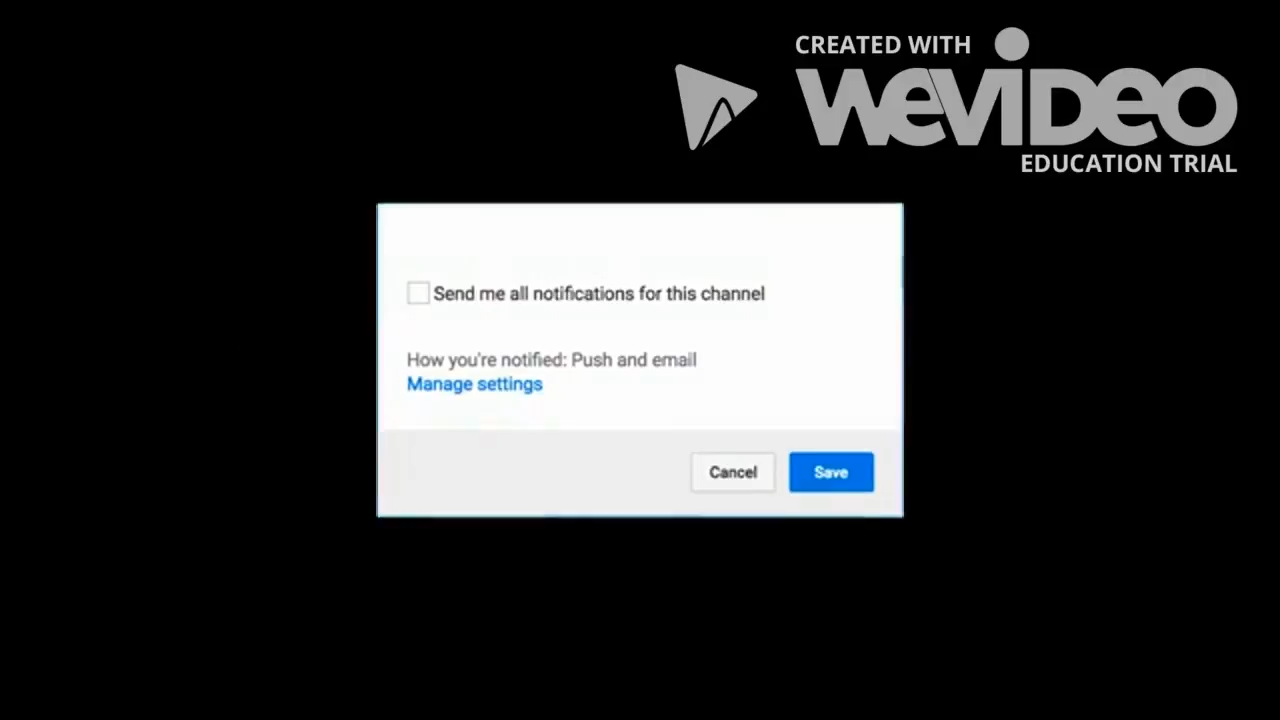 CREATED WITH
WEVIDEO
EDUCATION TRIAL
Send me all notifications for this channel
How you're notified: Push and email
Manage settings
Cancel
Save